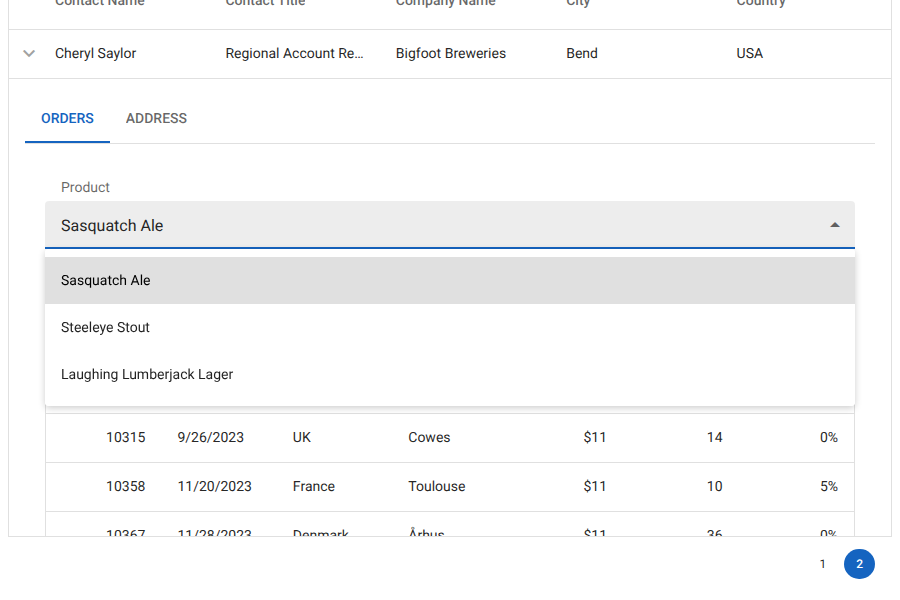 Contact Name Contact Title Company Name City Country
Cheryl Saylor Regional Account Re... Bigfoot Breweries Bend USA
ORDERS ADDRESS
Product
Sasquatch Ale
Sasquatch Ale
Steeleye Stout
Laughing Lumberjack Lager
10315 9/26/2023 UK Cowes $11 14 0%
10358 11/20/2023 France Toulouse $11 10 5%
10367 11/28/2023 Denmark Århus $11 36 0%
1 2